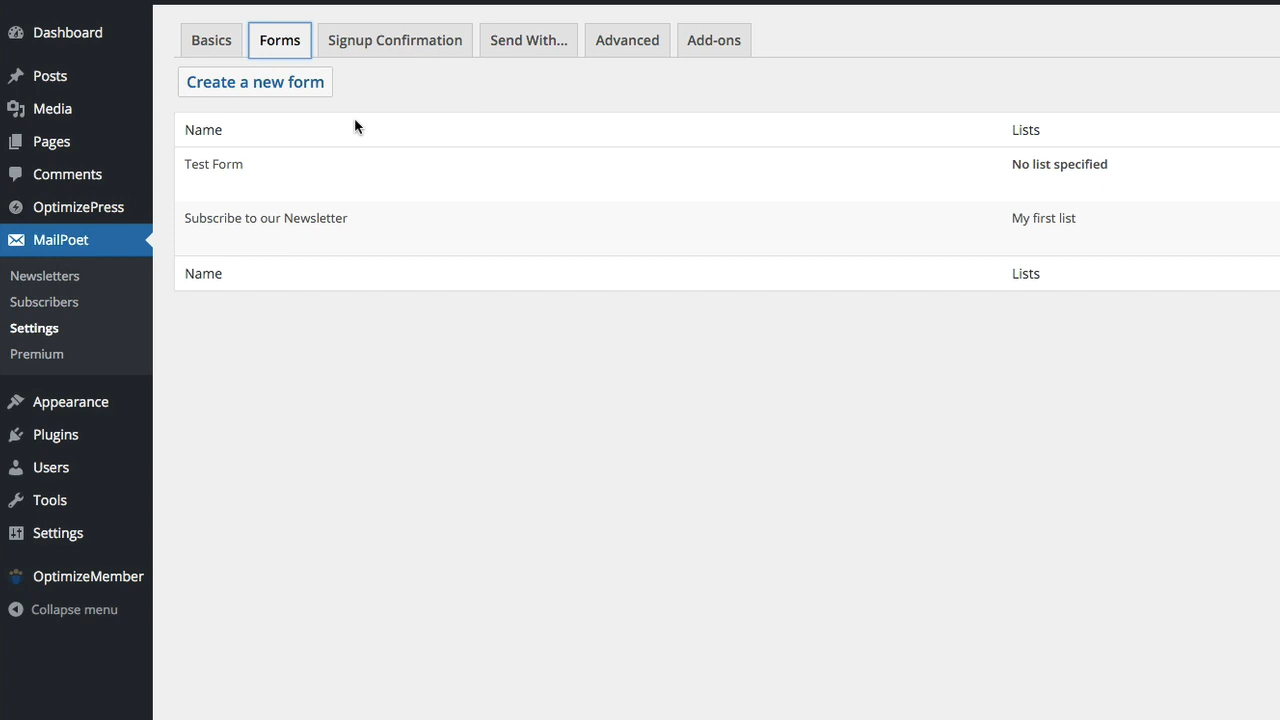 Dashboard
Posts
Media
Pages
Comments
OptimizePress
MailPoet
Newsletters
Subscribers
Settings
Premium
Appearance
Plugins
Users
Tools
Settings
OptimizeMember
Collapse menu
Basics Forms Signup Confirmation Send With... Advanced Add-ons
Create a new form
Name Lists
Test Form No list specified
Subscribe to our Newsletter My first list
Name Lists